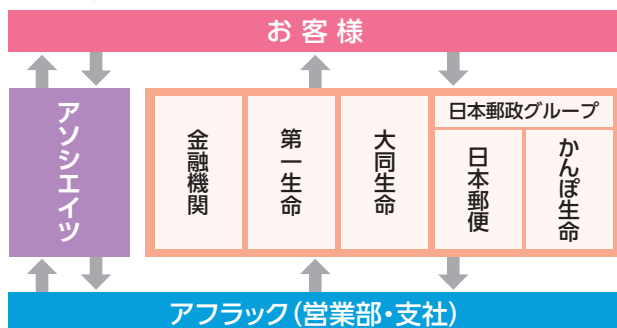 お客様
アソシエイツ
金融機関
第一生命
大同生命
日本郵政グループ
日本郵便
かんぽ生命
アフラック(営業部・支社)